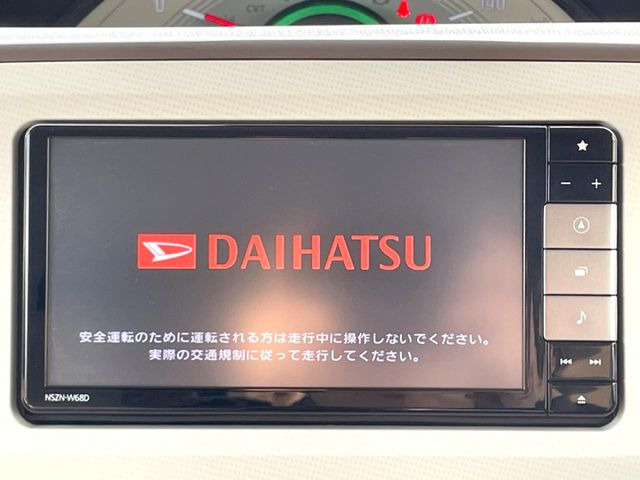 CVT
140
DAIHATSU
安全運転のために運転される方は走行中に操作しないでください。
実際の交通規制に従って走行してください。
NSZN-W68D